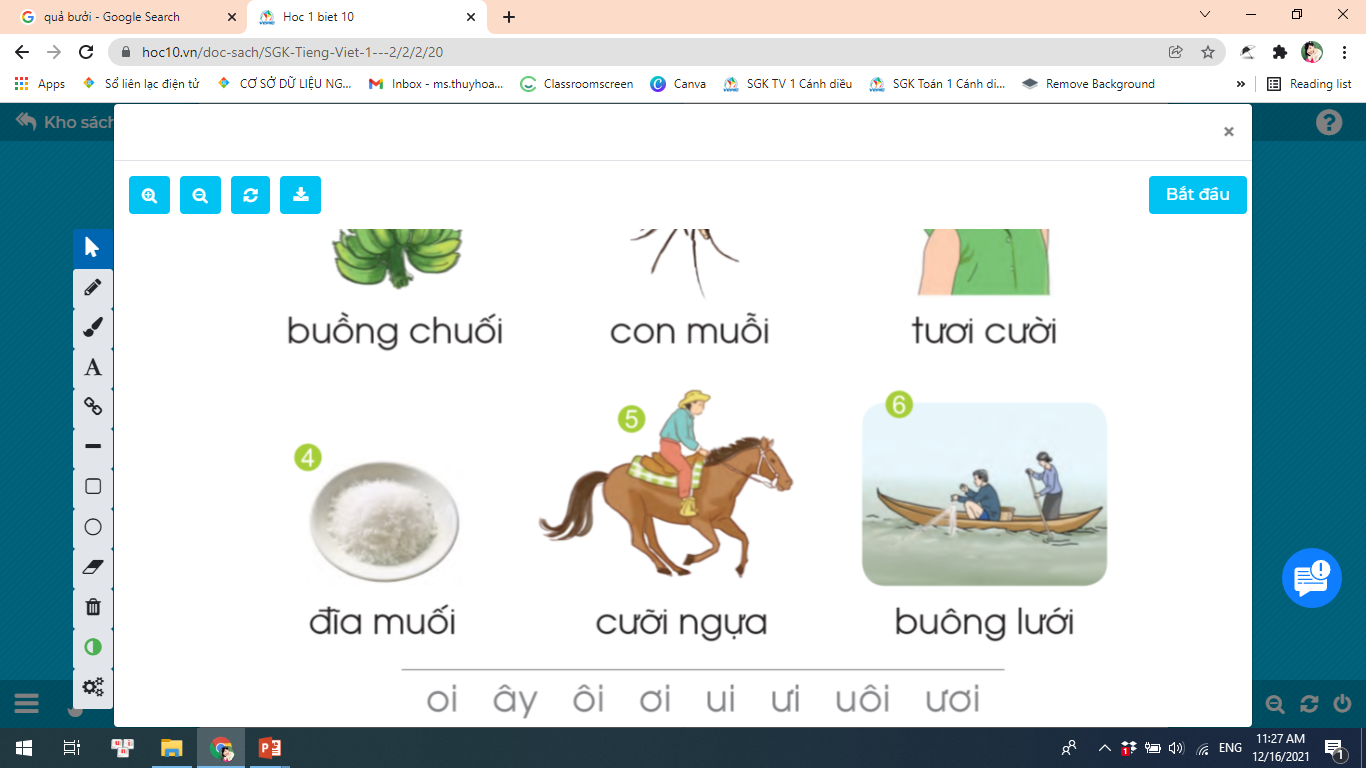 quả bưởi - Google Search
Hoc 1 biet 10
hoc10.vn/doc-sach/SGK-Tieng-Viet-1---2/2/2/20
Apps Sổ liên lạc điện tử CƠ SỞ DỮ LIỆU NG... Inbox - ms.thuyhoa... Classroomscreen Canva SGK TV 1 Cánh diều SGK Toán 1 Cánh di... Remove Background » Reading list
Kho sách
Bắt đầu
buồng chuối con muỗi tươi cười
4 5 6
đĩa muối cưỡi ngựa buông lưới
oi ây ôi ơi ui ưi uôi ươi
ENG 11:27 AM
12/16/2021